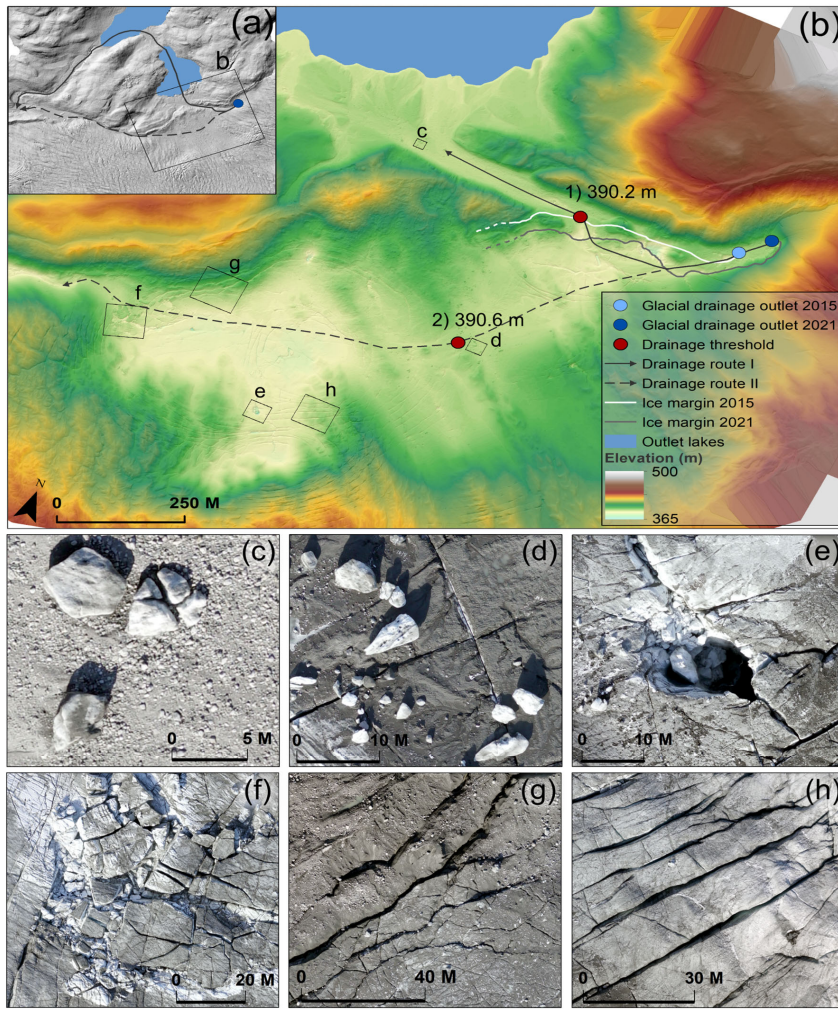 (a)
b
(b)
c
1) 390.2 m
g
f
2) 390.6 m
d
e
h
Glacial drainage outlet 2015
Glacial drainage outlet 2021
Drainage threshold
Drainage route I
Drainage route II
Ice margin 2015
Ice margin 2021
Outlet lakes
Elevation (m)
500
365
N
0 250 M
(c)
0 5 M
(d)
0 10 M
(e)
0 10 M
(f)
0 20 M
(g)
0 40 M
(h)
0 30 M